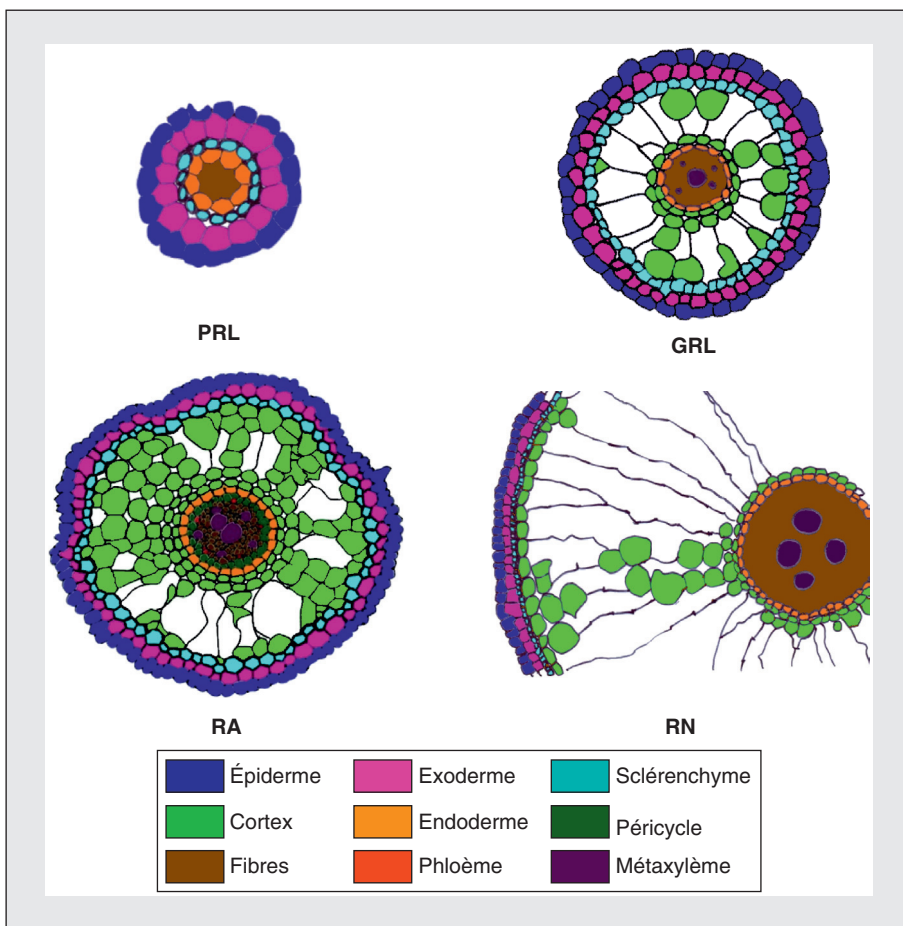 PRL
GRL
RA
RN
Épiderme Exoderme Sclérenchyme
Cortex Endoderme Péricycle
Fibres Phloème Métaxylème